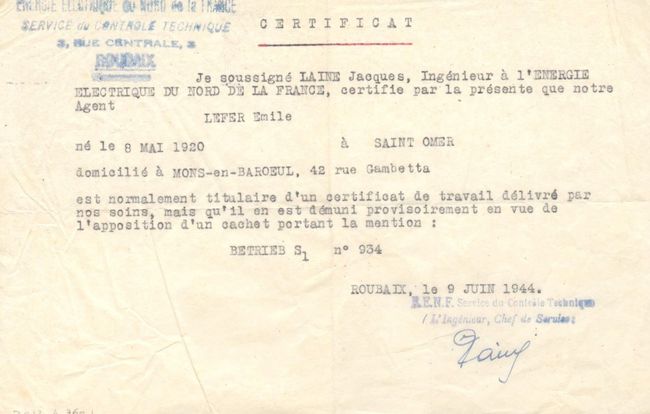 ENERGIE ELECTRIQUE DU NORD de la FRANCE
SERVICE du CONTROLE TECHNIQUE
3, RUE CENTRALE, 3
ROUBAIX
CERTIFICAT
Je soussigné LAINE Jacques, Ingénieur à l'ENERGIE
ELECTRIQUE DU NORD DE LA FRANCE, certifie par la présente que notre
Agent
LEFER Emile
né le 8 MAI 1920 à SAINT OMER
domicilié à MONS-en-BAROEUL, 42 rue Gambetta
est normalement titulaire d'un certificat de travail délivré par
nos soins, mais qu'il en est démuni provisoirement en vue de
l'apposition d'un cachet portant la mention :
BETRIEB S1 n° 934
ROUBAIX, le 9 JUIN 1944.
E.E.N.F. Service du Contrôle Technique
L'Ingénieur, Chef de Service: